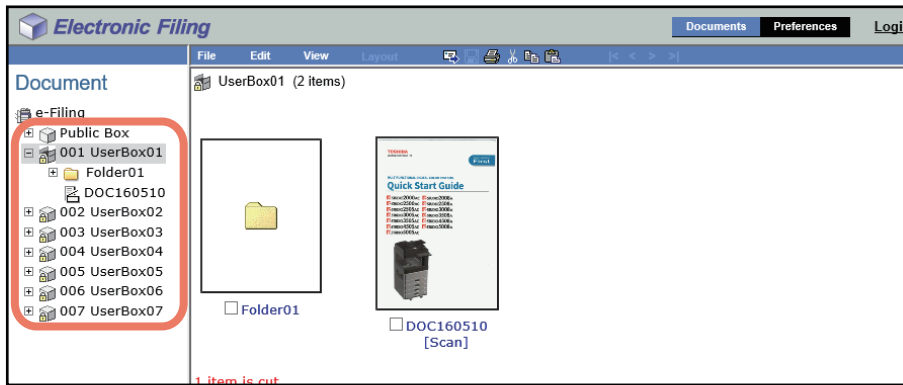 Electronic Filing
Documents Preferences Logi
File Edit View Layout |< < > >|
Document
e-Filing
Public Box
001 UserBox01
Folder01
DOC160510
002 UserBox02
003 UserBox03
004 UserBox04
005 UserBox05
006 UserBox06
007 UserBox07
UserBox01 (2 items)
Folder01
TOSHIBA
First
Quick Start Guide
DOC160510
[Scan]
1 item is cut